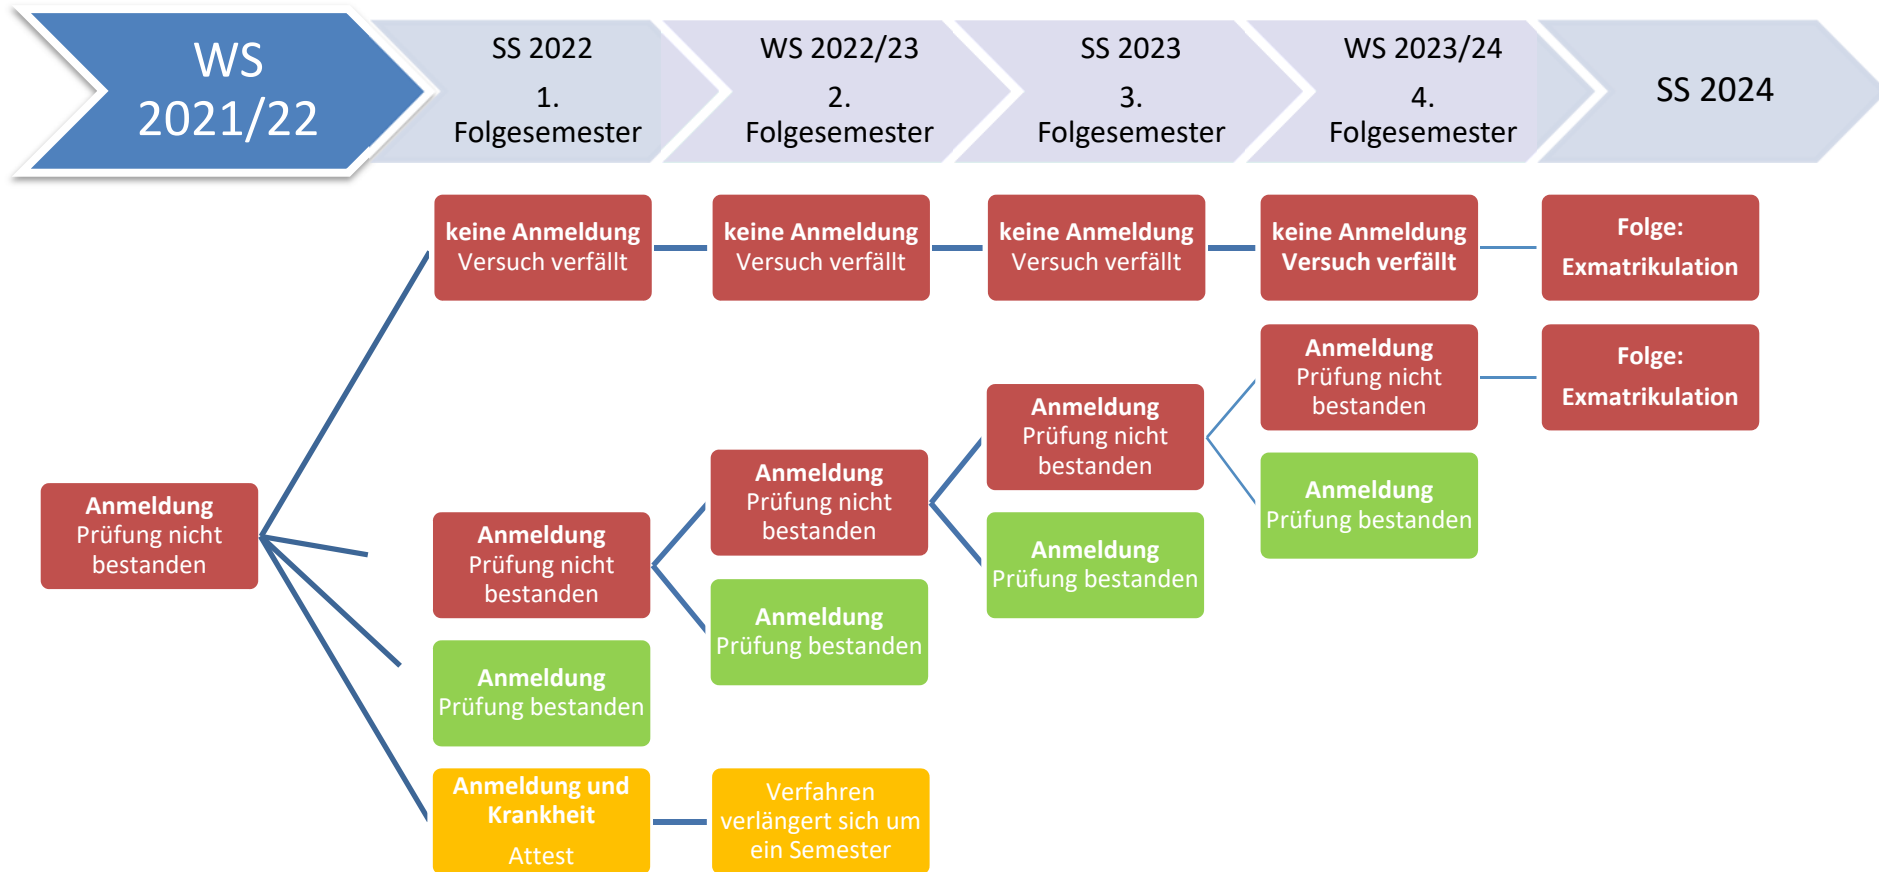 WS
2021/22
SS 2022
1.
Folgesemester
WS 2022/23
2.
Folgesemester
SS 2023
3.
Folgesemester
WS 2023/24
4.
Folgesemester
SS 2024
keine Anmeldung
Versuch verfällt
keine Anmeldung
Versuch verfällt
keine Anmeldung
Versuch verfällt
keine Anmeldung
Versuch verfällt
Folge:
Exmatrikulation
Anmeldung
Prüfung nicht
bestanden
Folge:
Exmatrikulation
Anmeldung
Prüfung nicht
bestanden
Anmeldung
Prüfung nicht
bestanden
Anmeldung
Prüfung bestanden
Anmeldung
Prüfung nicht
bestanden
Anmeldung
Prüfung nicht
bestanden
Anmeldung
Prüfung bestanden
Anmeldung
Prüfung bestanden
Anmeldung
Prüfung bestanden
Anmeldung und
Krankheit
Attest
Verfahren
verlängert sich um
ein Semester